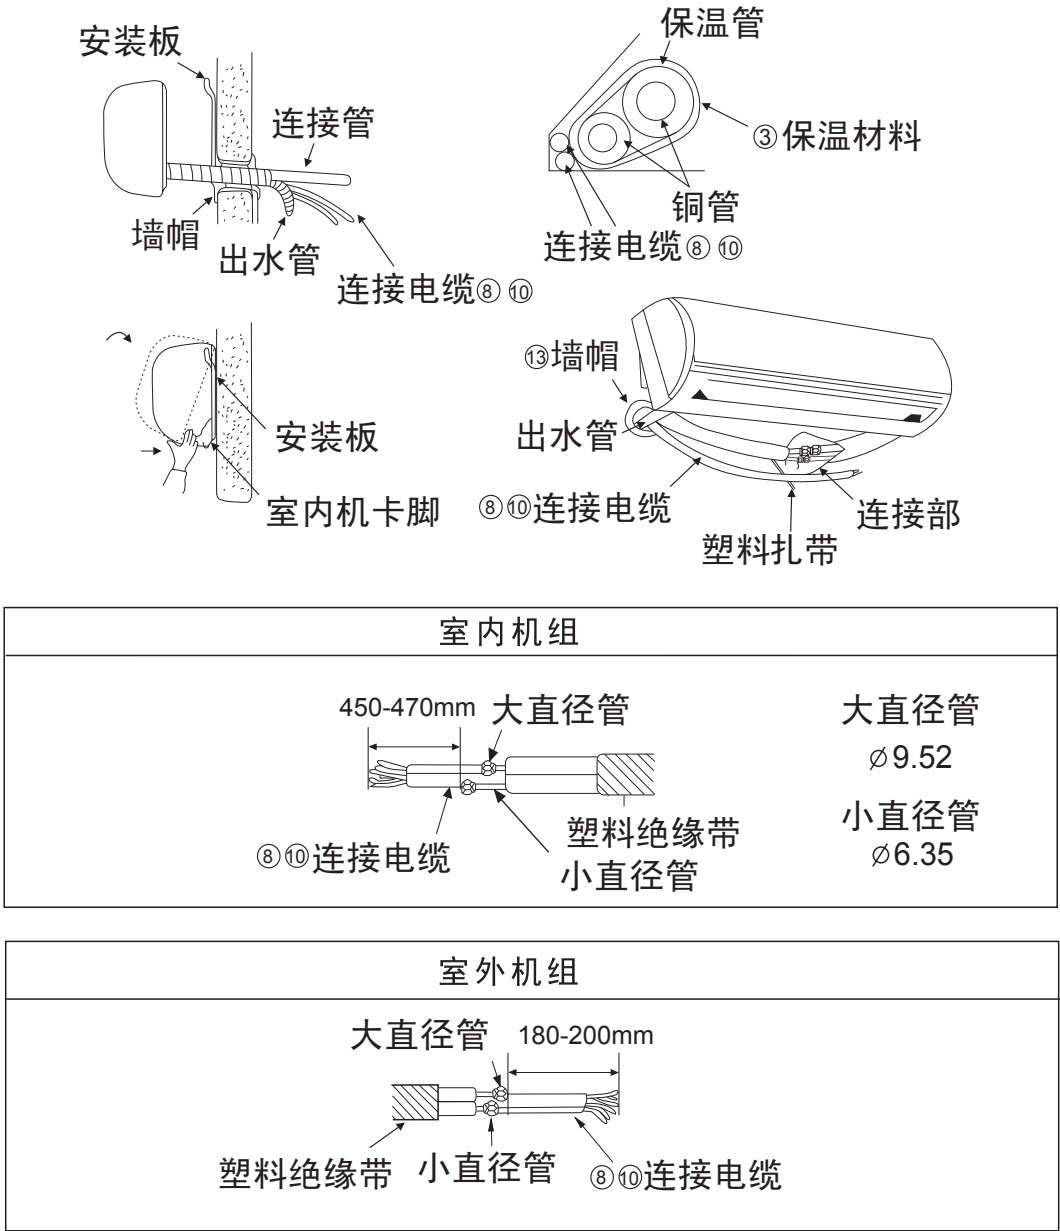 安装板
连接管
墙帽
出水管
连接电缆⑧ ⑩
保温管
③保温材料
铜管
连接电缆⑧ ⑩
安装板
室内机卡脚
⑬墙帽
出水管
⑧⑩连接电缆
连接部
塑料扎带
室内机组
450-470mm 大直径管
大直径管
∅9.52
塑料绝缘带
小直径管
∅6.35
⑧⑩连接电缆
小直径管
室外机组
大直径管 180-200mm
塑料绝缘带 小直径管 ⑧⑩连接电缆